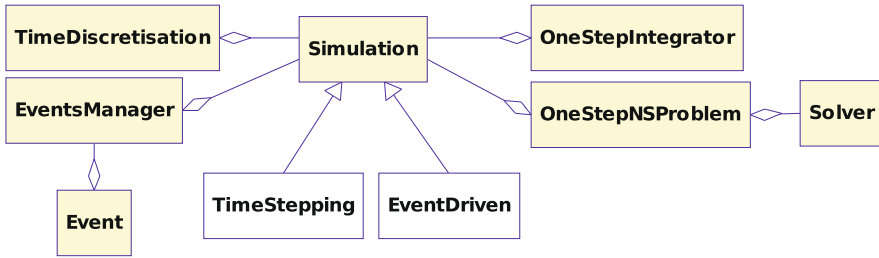 TimeDiscretisation
Simulation
OneStepIntegrator
EventsManager
OneStepNSProblem
Solver
TimeStepping
EventDriven
Event